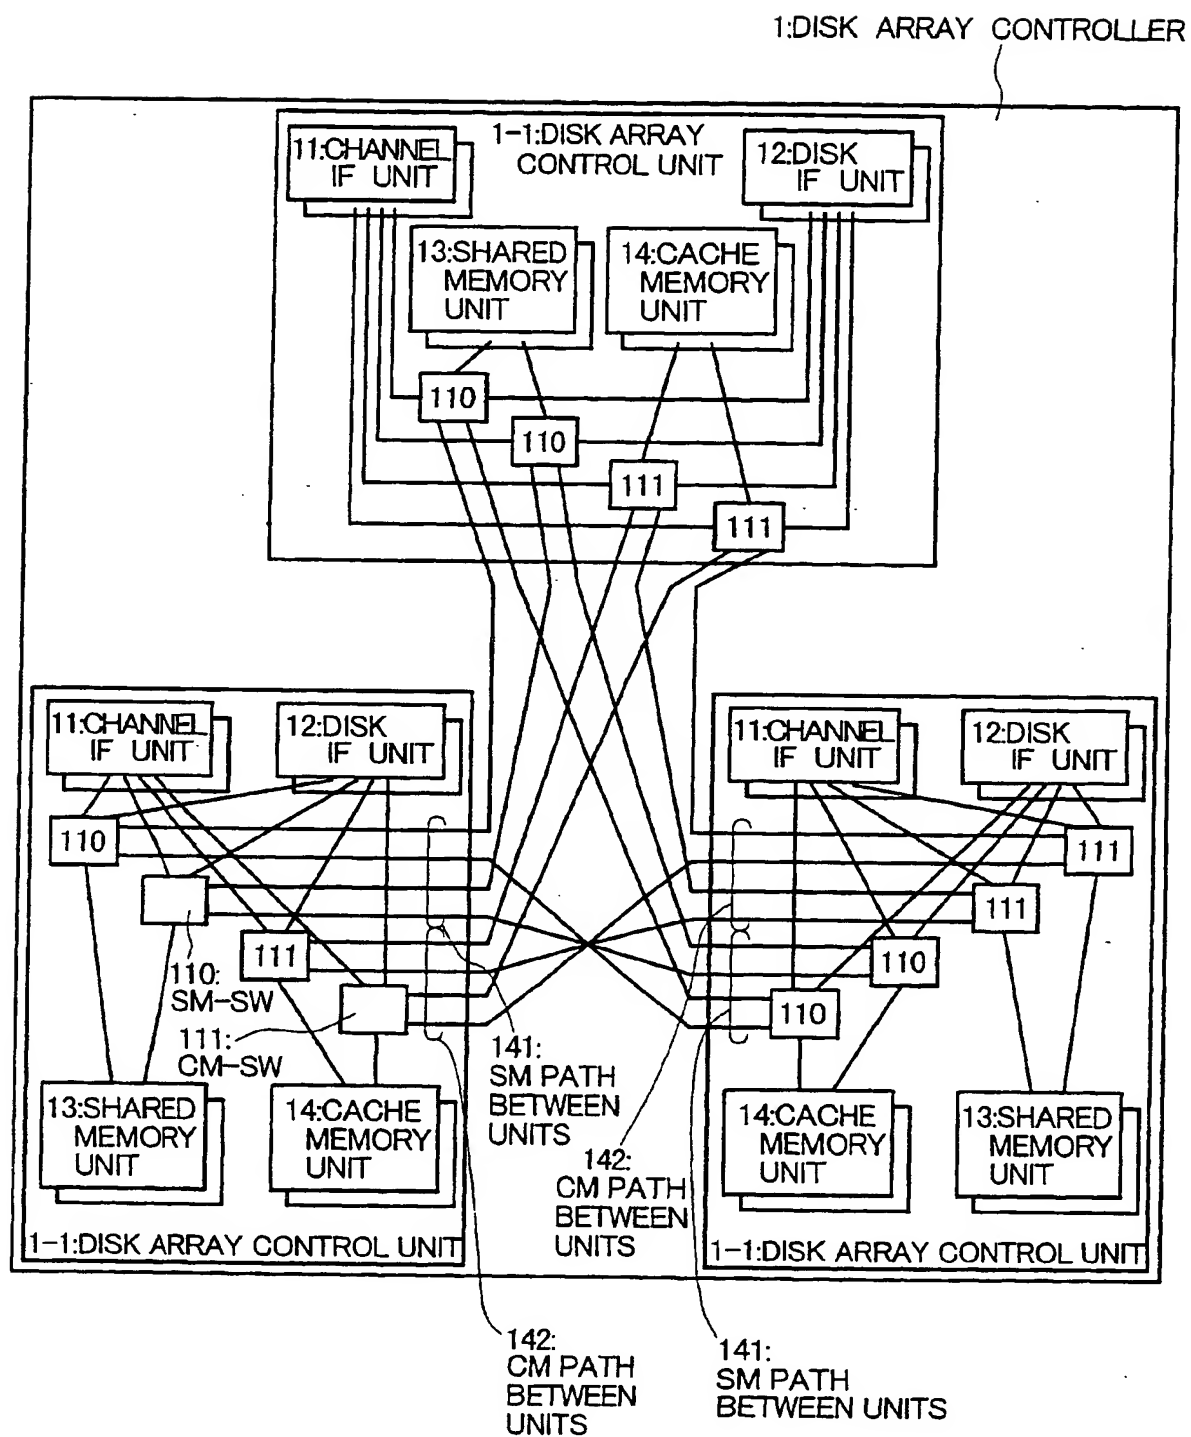 1:DISK ARRAY CONTROLLER
11:CHANNEL
IF UNIT
1-1:DISK ARRAY
CONTROL UNIT
12:DISK
IF UNIT
13:SHARED
MEMORY
UNIT
14:CACHE
MEMORY
UNIT
110
110
111
111
11:CHANNEL
IF UNIT
12:DISK
IF UNIT
11:CHANNEL
IF UNIT
12:DISK
IF UNIT
110
111
111
111
110
110
110:
SM-SW
111:
CM-SW
141:
SM PATH
BETWEEN
UNITS
142:
CM PATH
BETWEEN
UNITS
13:SHARED
MEMORY
UNIT
14:CACHE
MEMORY
UNIT
14:CACHE
MEMORY
UNIT
13:SHARED
MEMORY
UNIT
1-1:DISK ARRAY CONTROL UNIT
1-1:DISK ARRAY CONTROL UNIT
142:
CM PATH
BETWEEN
UNITS
141:
SM PATH
BETWEEN UNITS